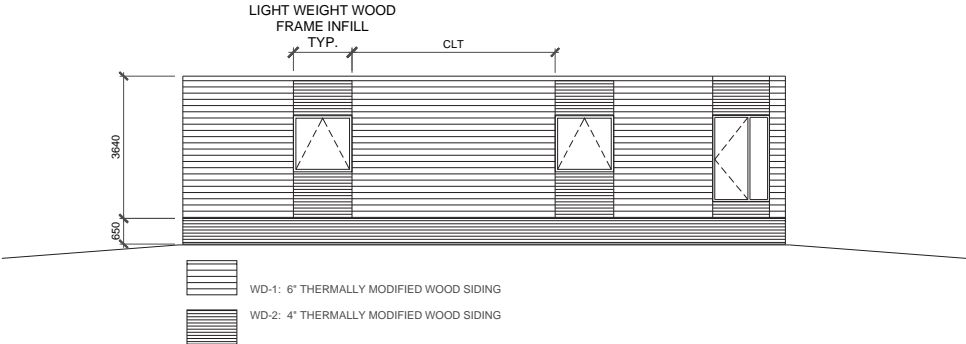 LIGHT WEIGHT WOOD
FRAME INFILL
TYP.
CLT
3640
650
WD-1: 6" THERMALLY MODIFIED WOOD SIDING
WD-2: 4" THERMALLY MODIFIED WOOD SIDING